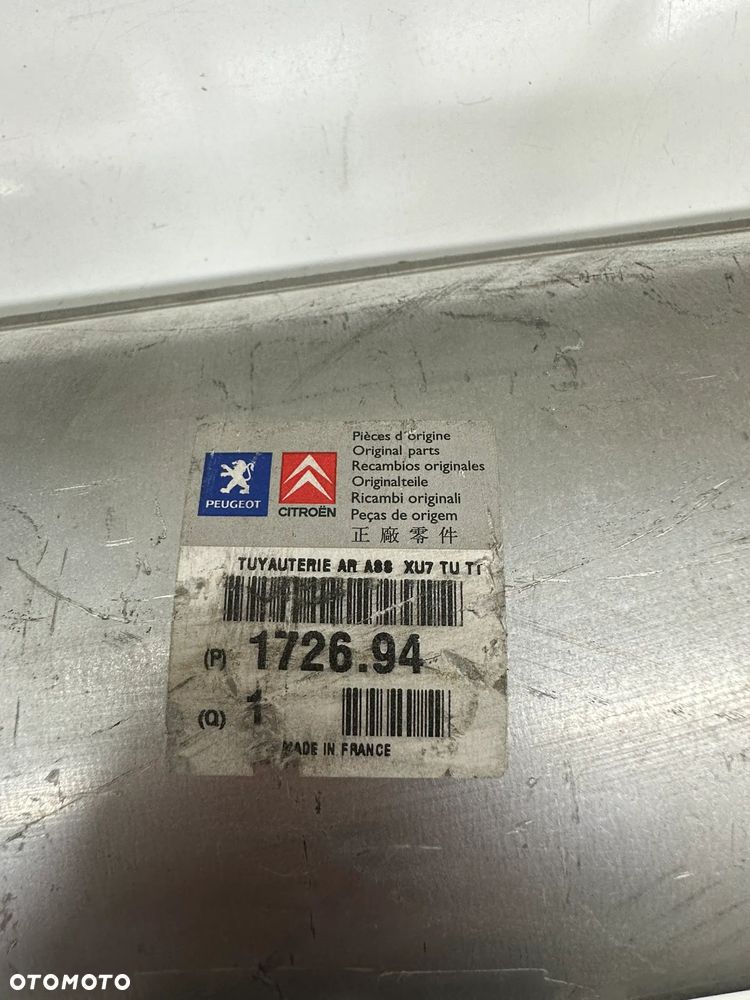 Pièces d'origine
Original parts
Recambios originales
Originalteile
Ricambi originali
Peças de origem
正廠零件
PEUGEOT
CITROËN
TUYAUTERIE AR ASS XU7 TU TI
(P) 1726.94
(Q) 1
MADE IN FRANCE
OTOMOTO